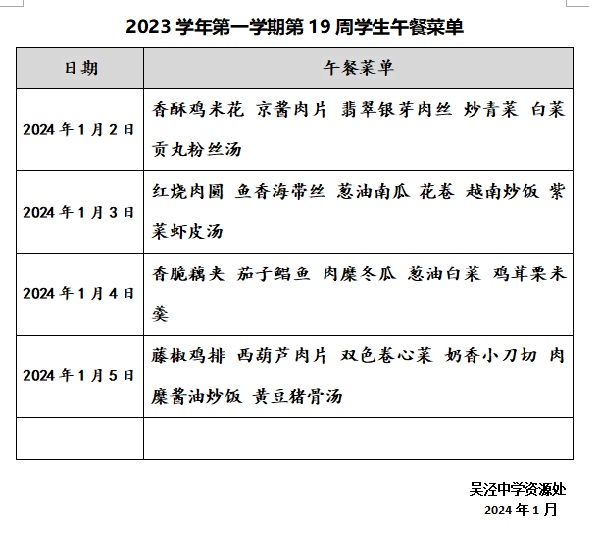 2023 学年第一学期第 19 周学生午餐菜单
日期 午餐菜单
2024 年 1 月 2 日
香酥鸡米花 京酱肉片 翡翠银芽肉丝 炒青菜 白菜
贡丸粉丝汤
2024 年 1 月 3 日
红烧肉圆 鱼香海带丝 葱油南瓜 花卷 越南炒饭 紫
菜虾皮汤
2024 年 1 月 4 日
香脆藕夹 茄子鲳鱼 肉糜冬瓜 葱油白菜 鸡茸粟米
羹
2024 年 1 月 5 日
藤椒鸡排 西葫芦肉片 双色卷心菜 奶香小刀切 肉
糜酱油炒饭 黄豆猪骨汤
吴泾中学资源处
2024 年 1 月